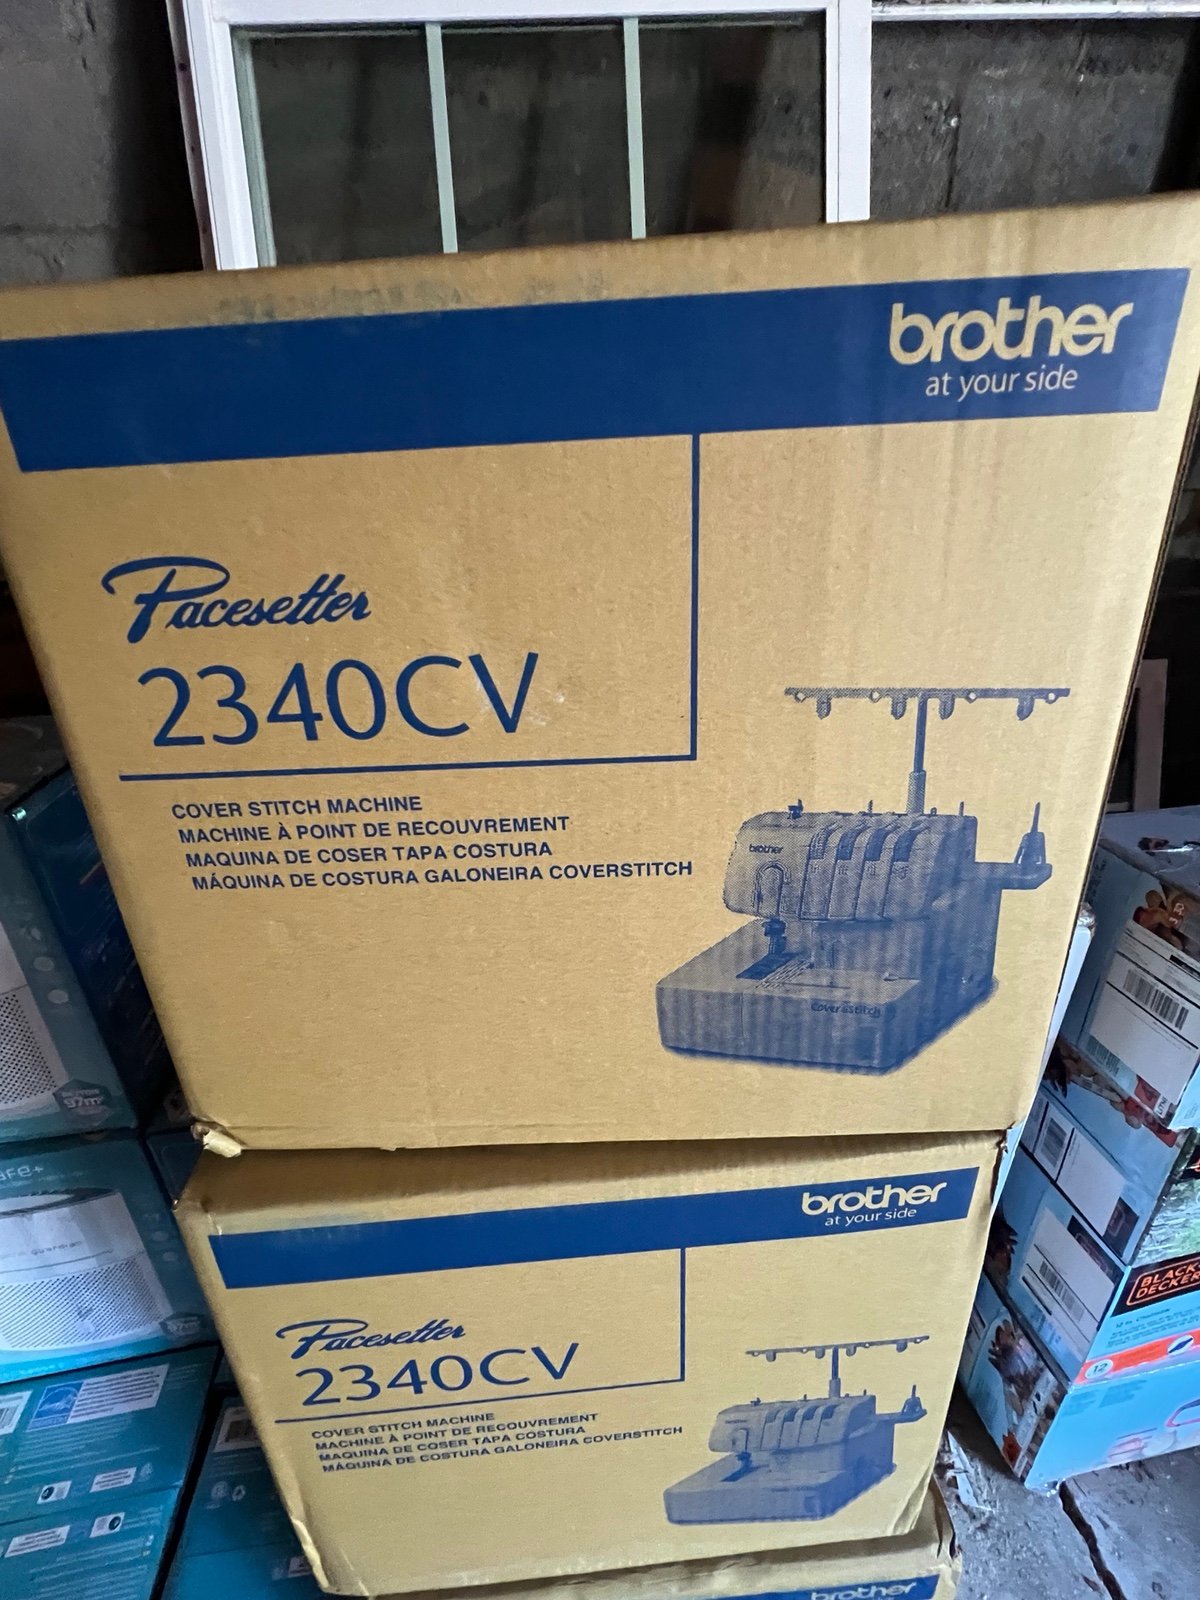 brother
at your side
Pacesetter
2340CV
COVER STITCH MACHINE
MACHINE À POINT DE RECOUVREMENT
MAQUINA DE COSER TAPA COSTURA
MÁQUINA DE COSTURA GALONEIRA COVERSTITCH
brother
CoverStitch
brother
at your side
Pacesetter
2340CV
COVER STITCH MACHINE
MACHINE À POINT DE RECOUVREMENT
MAQUINA DE COSER TAPA COSTURA
MÁQUINA DE COSTURA GALONEIRA COVERSTITCH
brother
BLACK+
DECKER
12